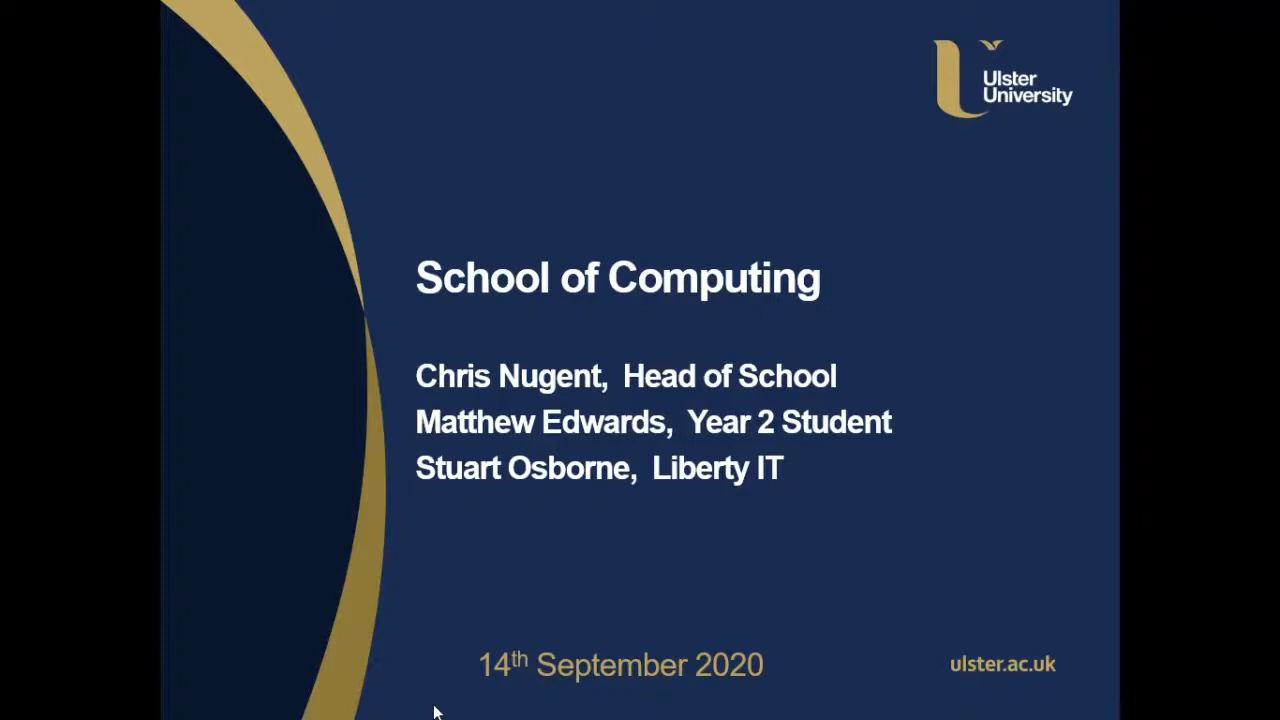 Ulster
University
School of Computing
Chris Nugent, Head of School
Matthew Edwards, Year 2 Student
Stuart Osborne, Liberty IT
14th September 2020
ulster.ac.uk